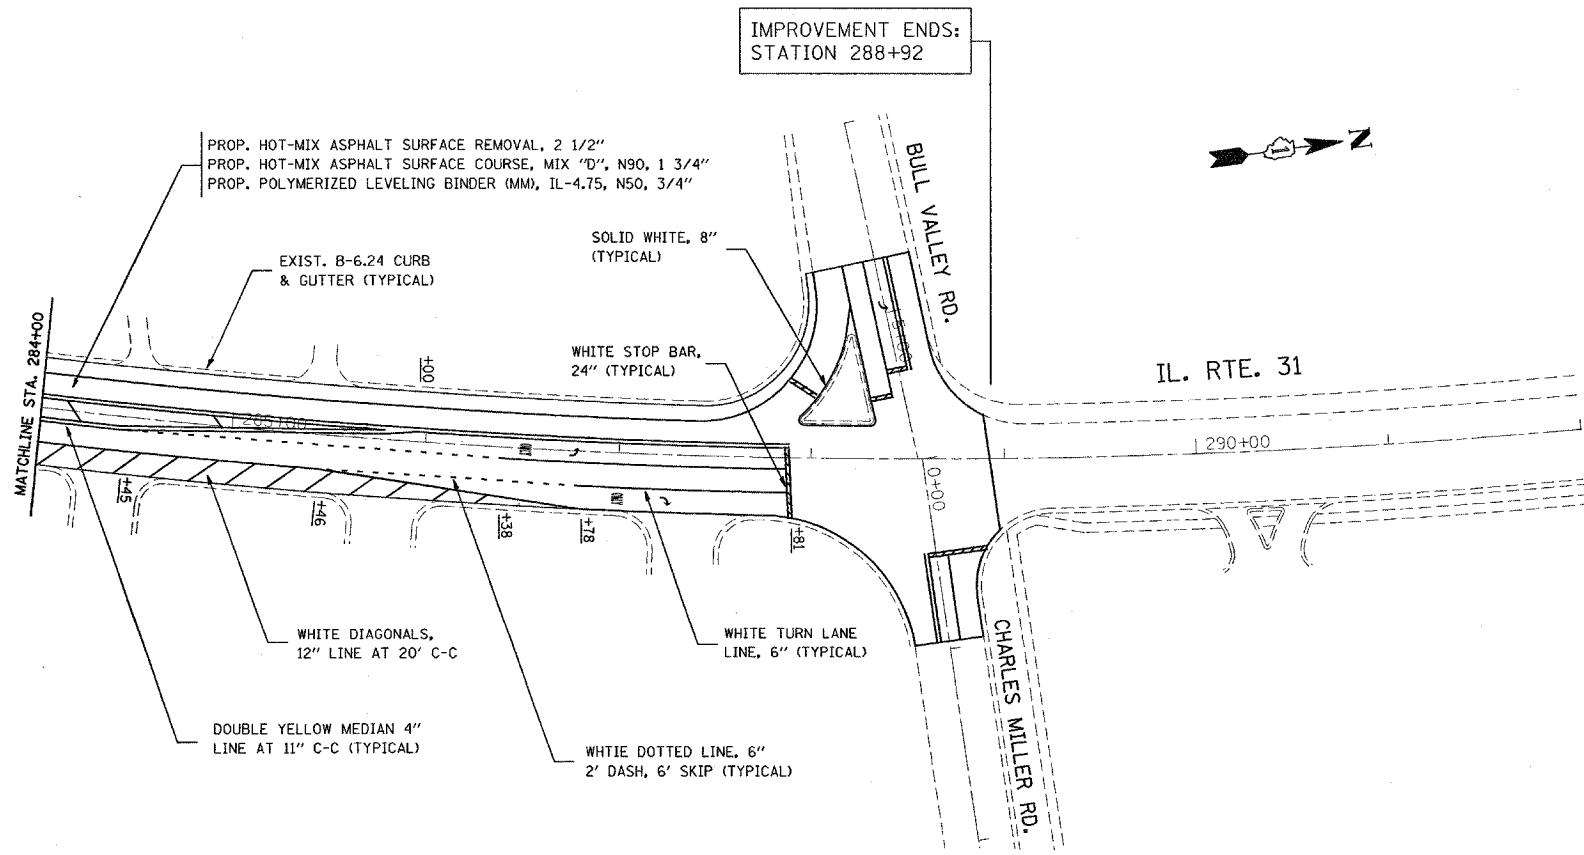 IMPROVEMENT ENDS:
STATION 288+92
PROP. HOT-MIX ASPHALT SURFACE REMOVAL, 2 1/2"
PROP. HOT-MIX ASPHALT SURFACE COURSE, MIX "D", N90, 1 3/4"
PROP. POLYMERIZED LEVELING BINDER (MM), IL-4.75, N50, 3/4"
N
BULL VALLEY RD.
SOLID WHITE, 8"
(TYPICAL)
EXIST. B-6.24 CURB
& GUTTER (TYPICAL)
MATCHLINE STA. 284+00
WHITE STOP BAR,
24" (TYPICAL)
+00
IL. RTE. 31
285+00
290+00
0+00
+45
+46
+38
+78
+81
WHITE DIAGONALS,
12" LINE AT 20' C-C
WHITE TURN LANE
LINE, 6" (TYPICAL)
CHARLES MILLER RD.
DOUBLE YELLOW MEDIAN 4"
LINE AT 11" C-C (TYPICAL)
WHTIE DOTTED LINE, 6"
2' DASH, 6' SKIP (TYPICAL)